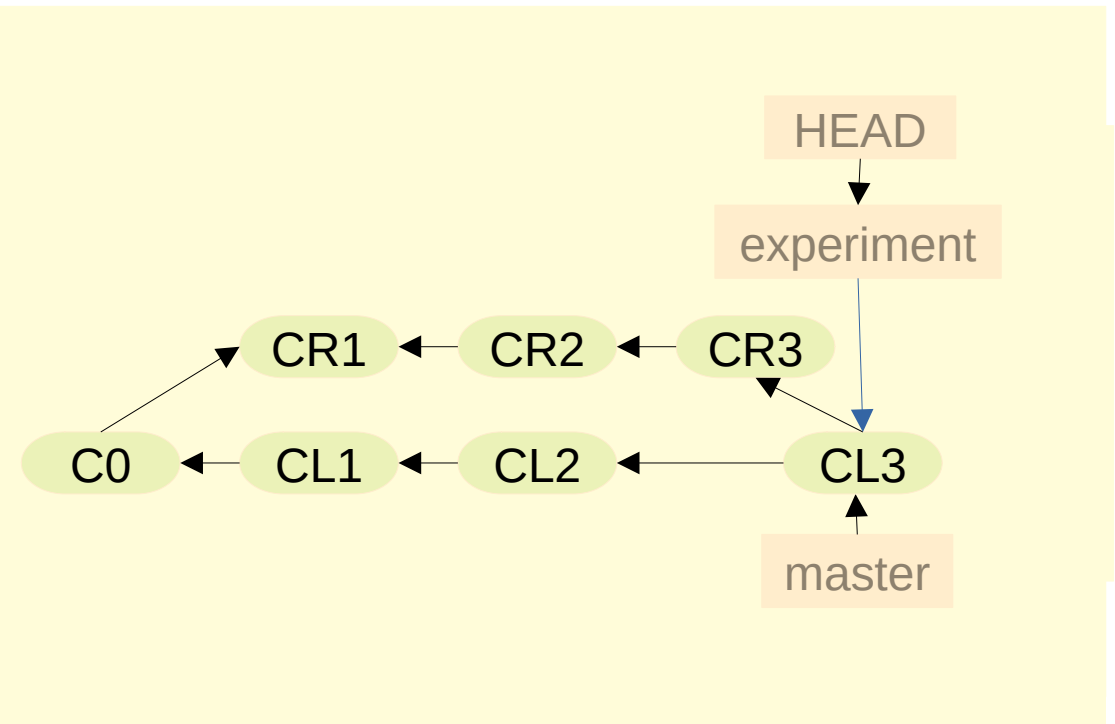 HEAD
experiment
CR1 CR2 CR3
C0 CL1 CL2 CL3
master